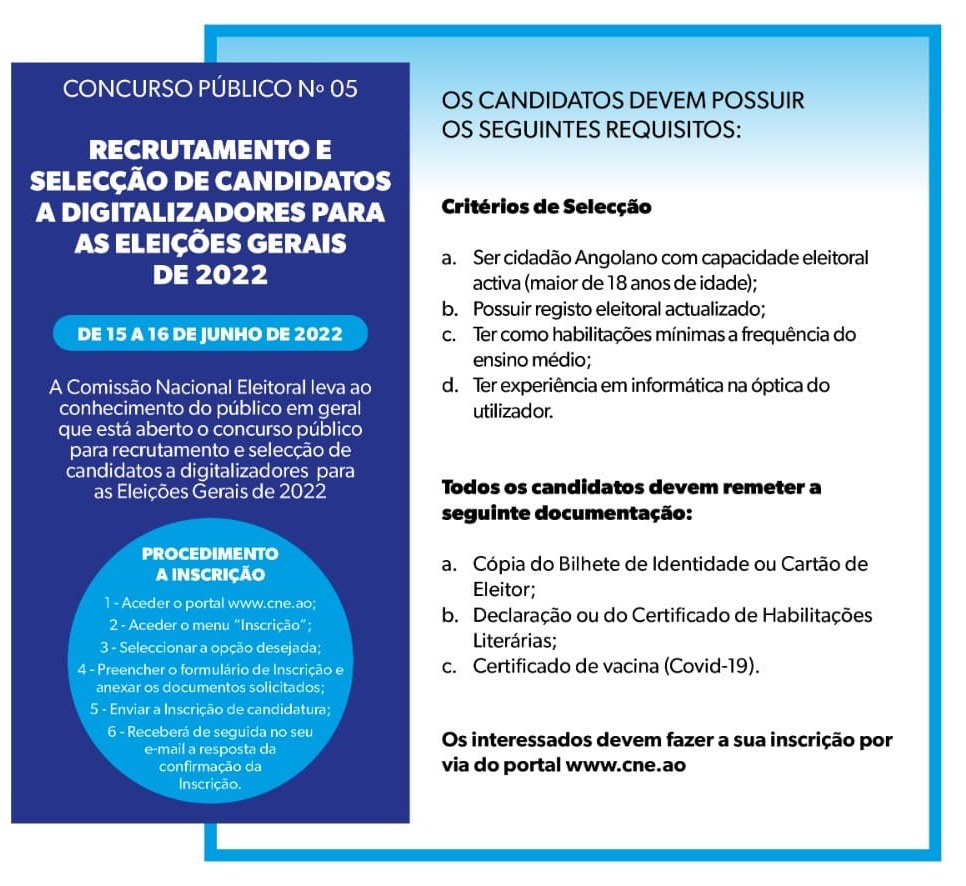 CONCURSO PÚBLICO Nº 05
RECRUTAMENTO E
SELECÇÃO DE CANDIDATOS
A DIGITALIZADORES PARA
AS ELEIÇÕES GERAIS
DE 2022
DE 15 A 16 DE JUNHO DE 2022
A Comissão Nacional Eleitoral leva ao
conhecimento do público em geral
que está aberto o concurso público
para recrutamento e selecção de
candidatos a digitalizadores para
as Eleições Gerais de 2022
PROCEDIMENTO
A INSCRIÇÃO
1 - Aceder o portal www.cne.ao;
2 - Aceder o menu "Inscrição";
3 - Seleccionar a opção desejada;
4 - Preencher o formulário de Inscrição e
anexar os documentos solicitados;
5 - Enviar a Inscrição de candidatura;
6 - Receberá de seguida no seu
e-mail a resposta da
confirmação da
Inscrição.
OS CANDIDATOS DEVEM POSSUIR
OS SEGUINTES REQUISITOS:
Critérios de Selecção
a. Ser cidadão Angolano com capacidade eleitoral
activa (maior de 18 anos de idade);
b. Possuir registo eleitoral actualizado;
c. Ter como habilitações mínimas a frequência do
ensino médio;
d. Ter experiência em informática na óptica do
utilizador.
Todos os candidatos devem remeter a
seguinte documentação:
a. Cópia do Bilhete de Identidade ou Cartão de
Eleitor;
b. Declaração ou do Certificado de Habilitações
Literárias;
c. Certificado de vacina (Covid-19).
Os interessados devem fazer a sua inscrição por
via do portal www.cne.ao